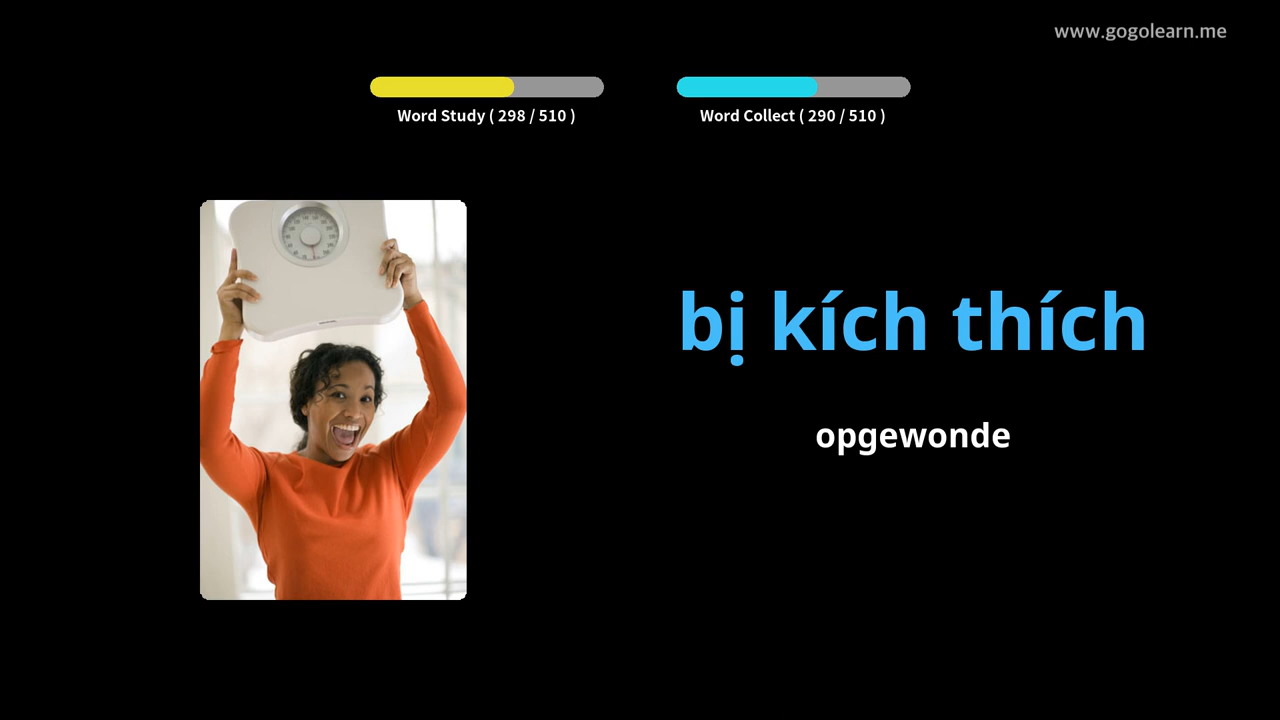 www.gogolearn.me
Word Study ( 298 / 510 )
Word Collect ( 290 / 510 )
bị kích thích
opgewonde